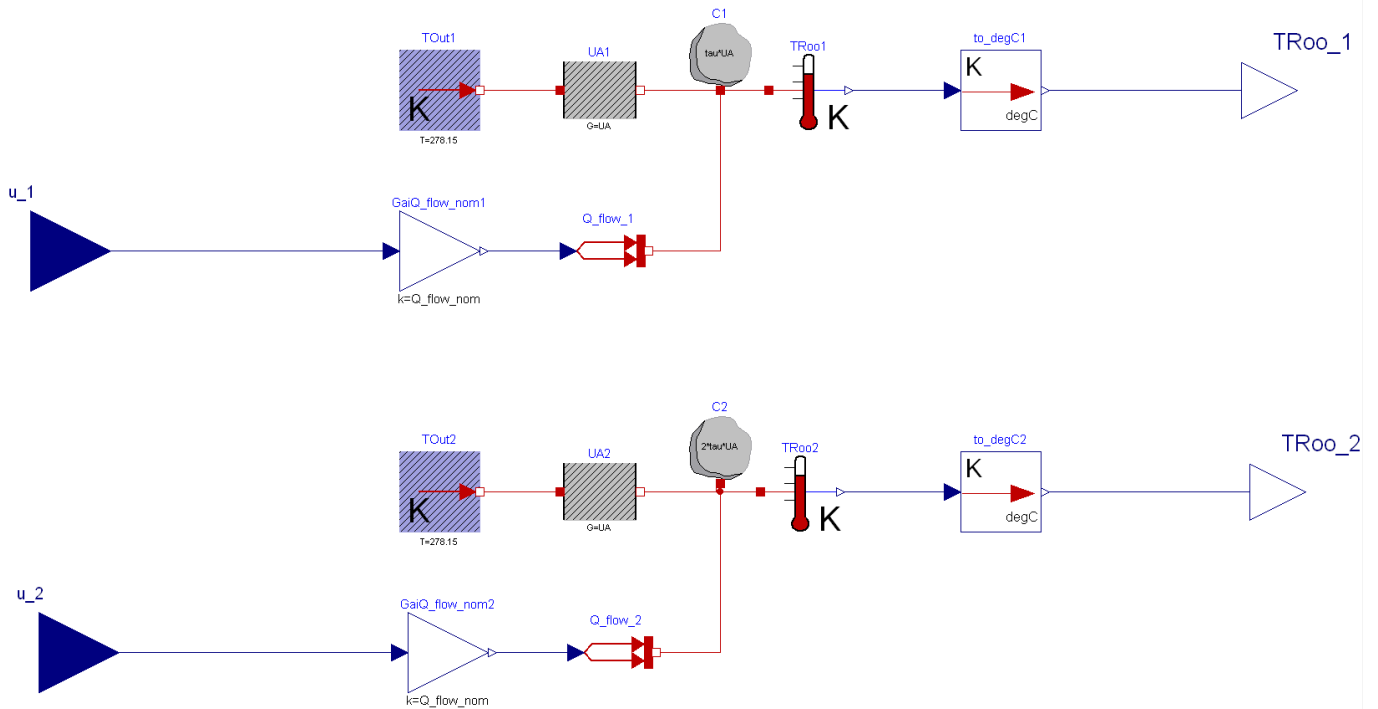 C1
TOut1
UA1
tau*UA
TRoo1
to_degC1
TRoo_1
K
K
K
degC
T=278.15
G=UA
u_1
GaiQ_flow_nom1
Q_flow_1
k=Q_flow_nom
C2
TOut2
UA2
2*tau*UA
TRoo2
to_degC2
TRoo_2
K
K
K
degC
T=278.15
G=UA
u_2
GaiQ_flow_nom2
Q_flow_2
k=Q_flow_nom